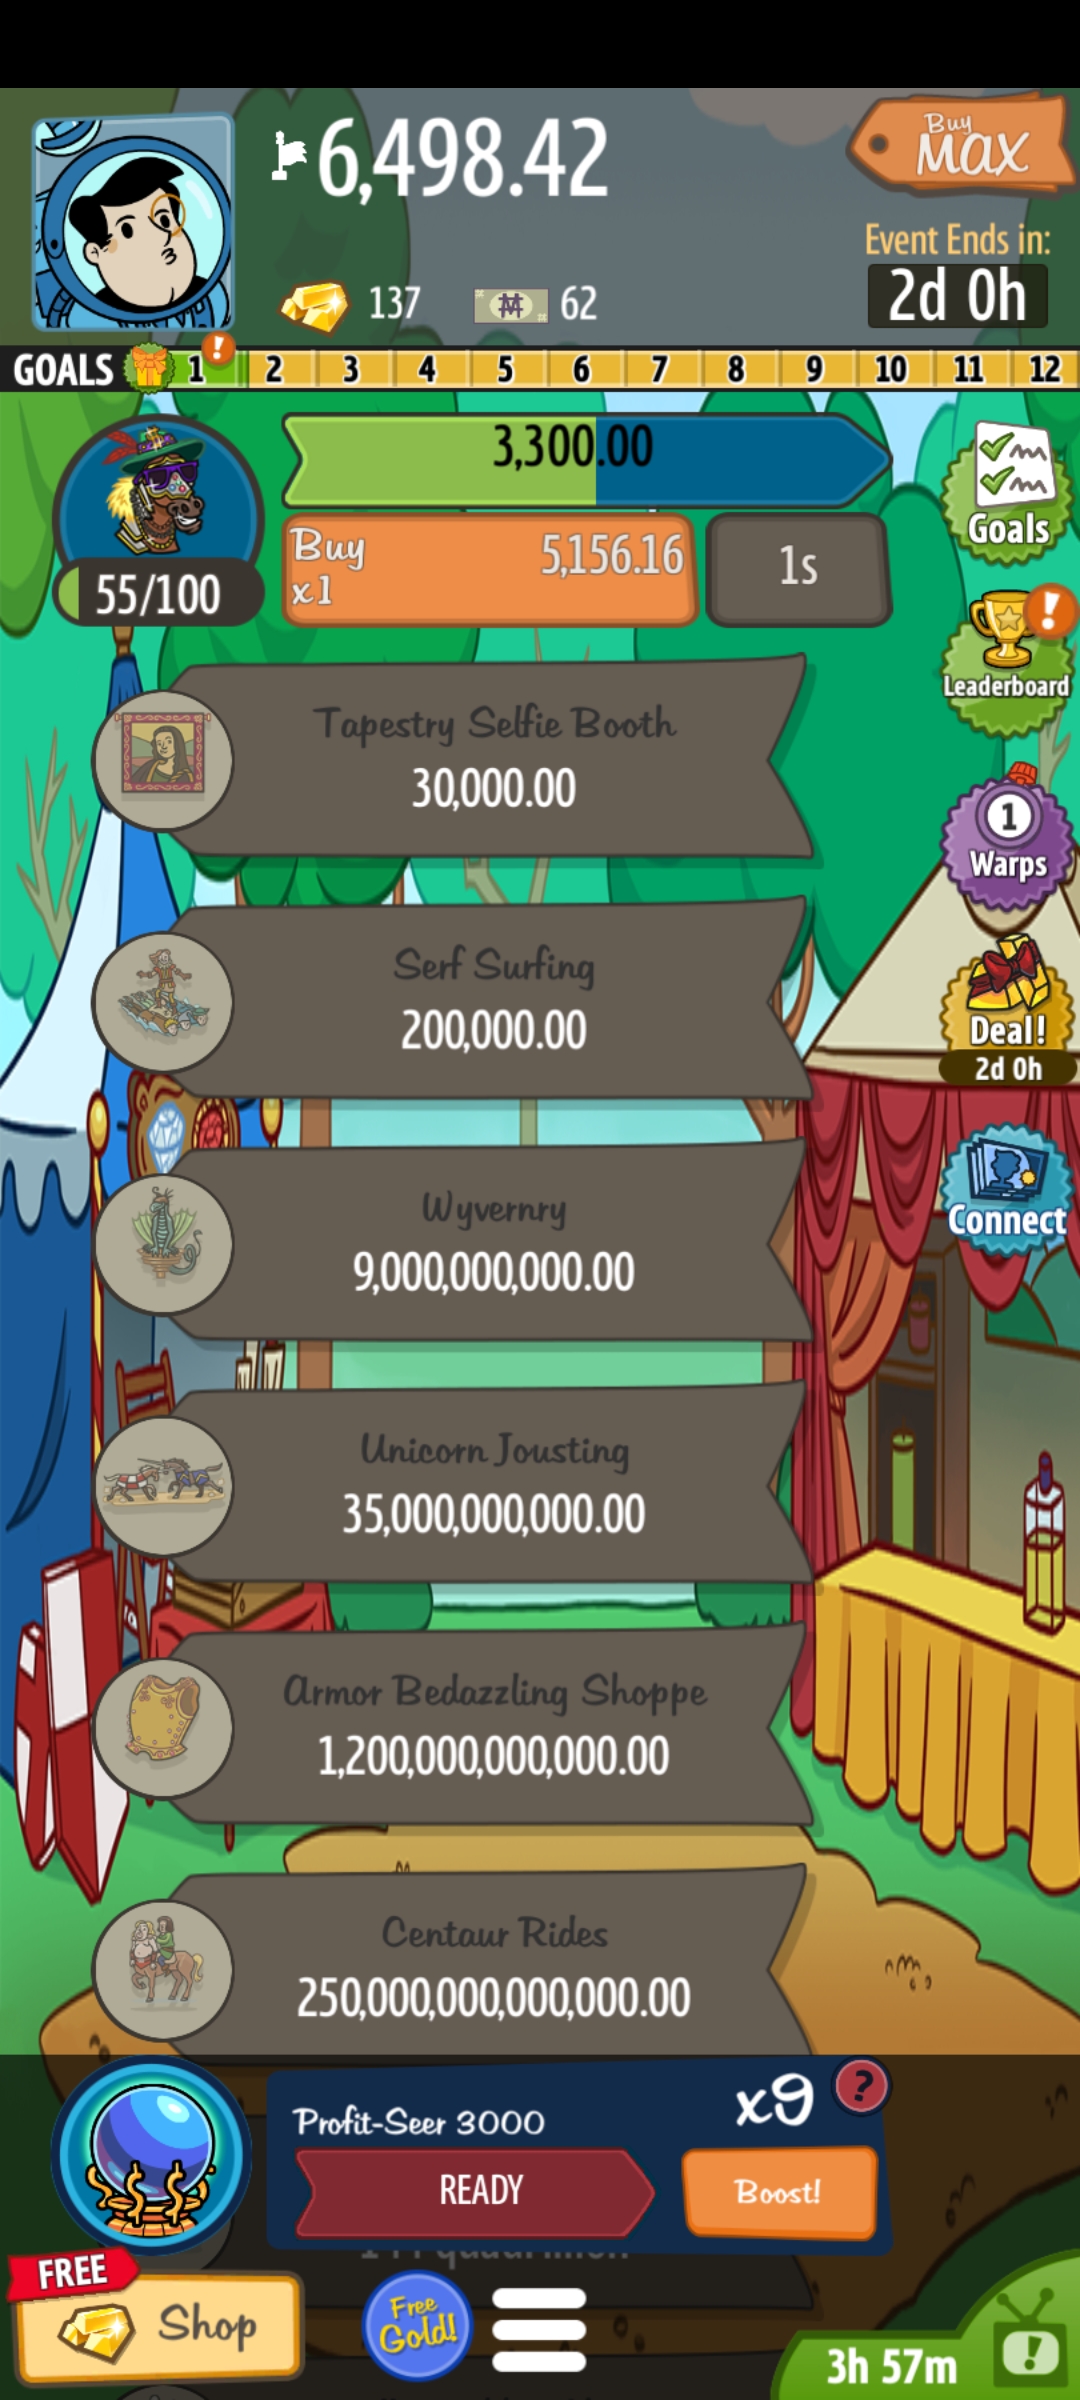 6,498.42
Buy
MAX
Event Ends in:
2d 0h
137
62
GOALS 1 ! 2 3 4 5 6 7 8 9 10 11 12
3,300.00
Buy
x1
5,156.16
1s
55/100
Goals
!
Leaderboard
Tapestry Selfie Booth
30,000.00
1
Warps
Serf Surfing
200,000.00
Deal!
2d 0h
Wyvernry
9,000,000,000.00
Connect
Unicorn Jousting
35,000,000,000.00
Armor Bedazzling Shoppe
1,200,000,000,000.00
Centaur Rides
250,000,000,000,000.00
Profit-Seer 3000
x9
?
READY
Boost!
FREE
Shop
Free
Gold!
3h 57m
!